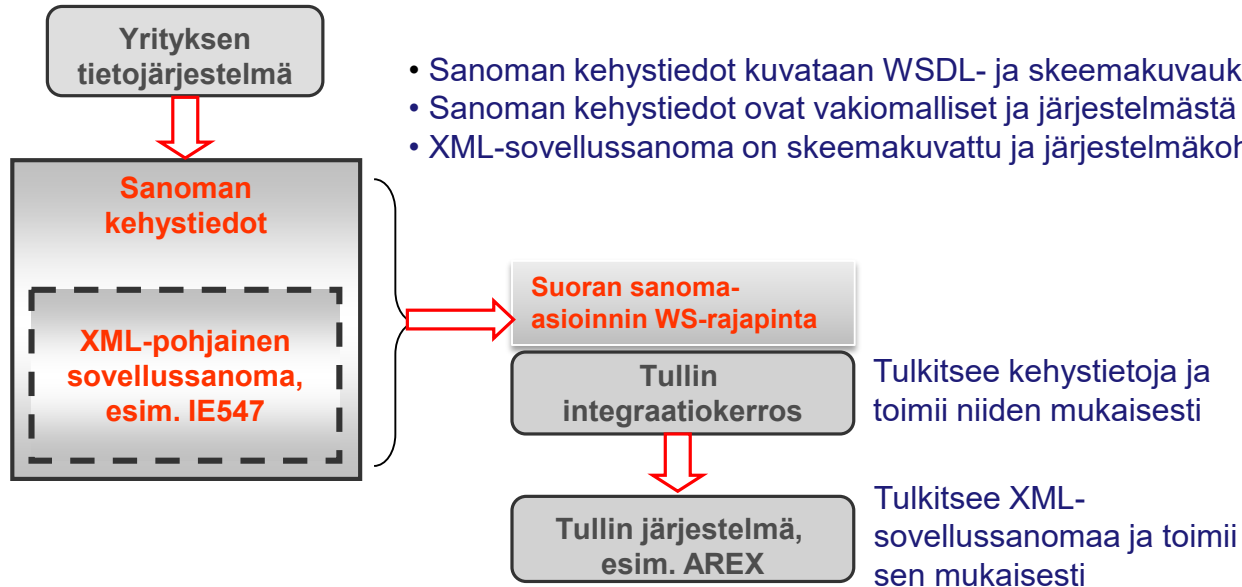 Yrityksen
tietojärjestelmä
• Sanoman kehystiedot kuvataan WSDL- ja skeemakuvauk
• Sanoman kehystiedot ovat vakiomalliset ja järjestelmästä
• XML-sovellussanoma on skeemakuvattu ja järjestelmäkoh
Sanoman
kehystiedot
XML-pohjainen
sovellussanoma,
esim. IE547
Suoran sanoma-
asioinnin WS-rajapinta
Tullin
integraatiokerros
Tulkitsee kehystietoja ja
toimii niiden mukaisesti
Tullin järjestelmä,
esim. AREX
Tulkitsee XML-
sovellussanomaa ja toimii
sen mukaisesti